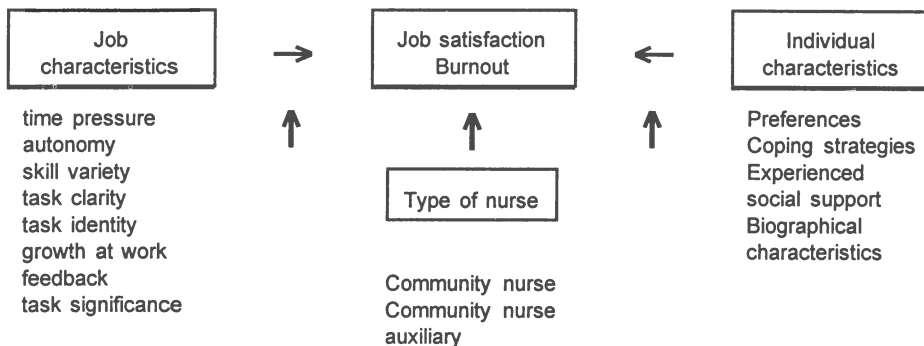 Job
characteristics
Job satisfaction
Burnout
Individual
characteristics
time pressure
autonomy
skill variety
task clarity
task identity
growth at work
feedback
task significance
Type of nurse
Community nurse
Community nurse
auxiliary
Preferences
Coping strategies
Experienced
social support
Biographical
characteristics